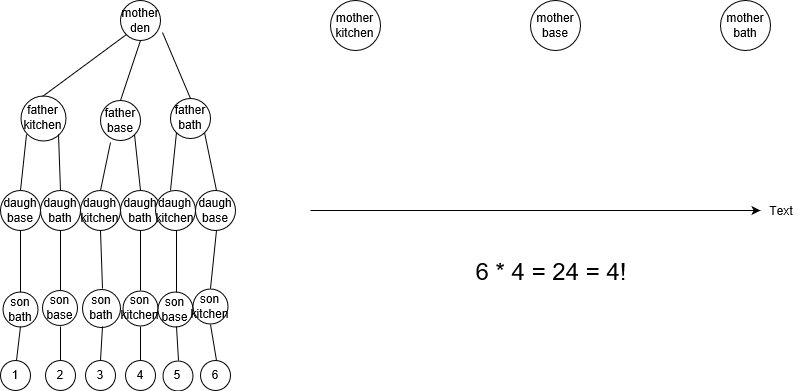 mother
den
mother
kitchen
mother
base
mother
bath
father
kitchen
father
base
father
bath
daugh
base
daugh
bath
daugh
kitchen
daugh
bath
daugh
kitchen
daugh
base
Text
6 * 4 = 24 = 4!
son
bath
son
base
son
bath
son
kitchen
son
base
son
kitchen
1
2
3
4
5
6